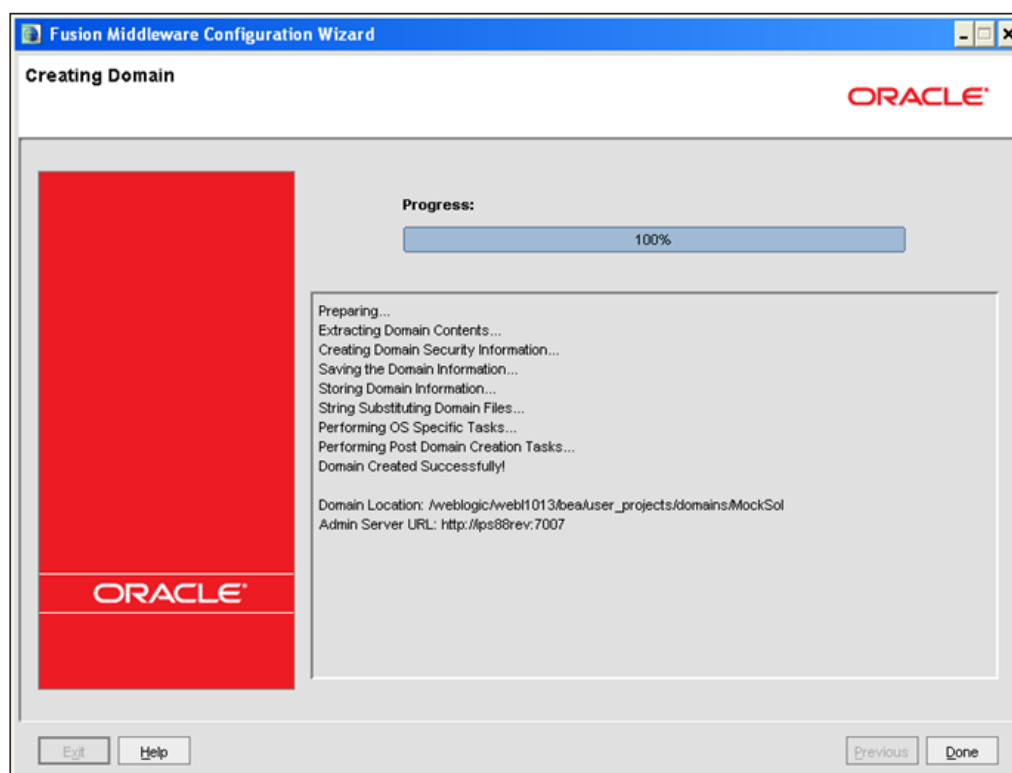 Fusion Middleware Configuration Wizard
Creating Domain
ORACLE
Progress:
100%
Preparing...
Extracting Domain Contents...
Creating Domain Security Information...
Saving the Domain Information...
Storing Domain Information...
String Substituting Domain Files...
Performing OS Specific Tasks...
Performing Post Domain Creation Tasks...
Domain Created Successfully!
Domain Location: /weblogic/webl1013/bea/user_projects/domains/MockSol
Admin Server URL: http://lps88rev:7007
ORACLE
Exit
Help
Previous
Done